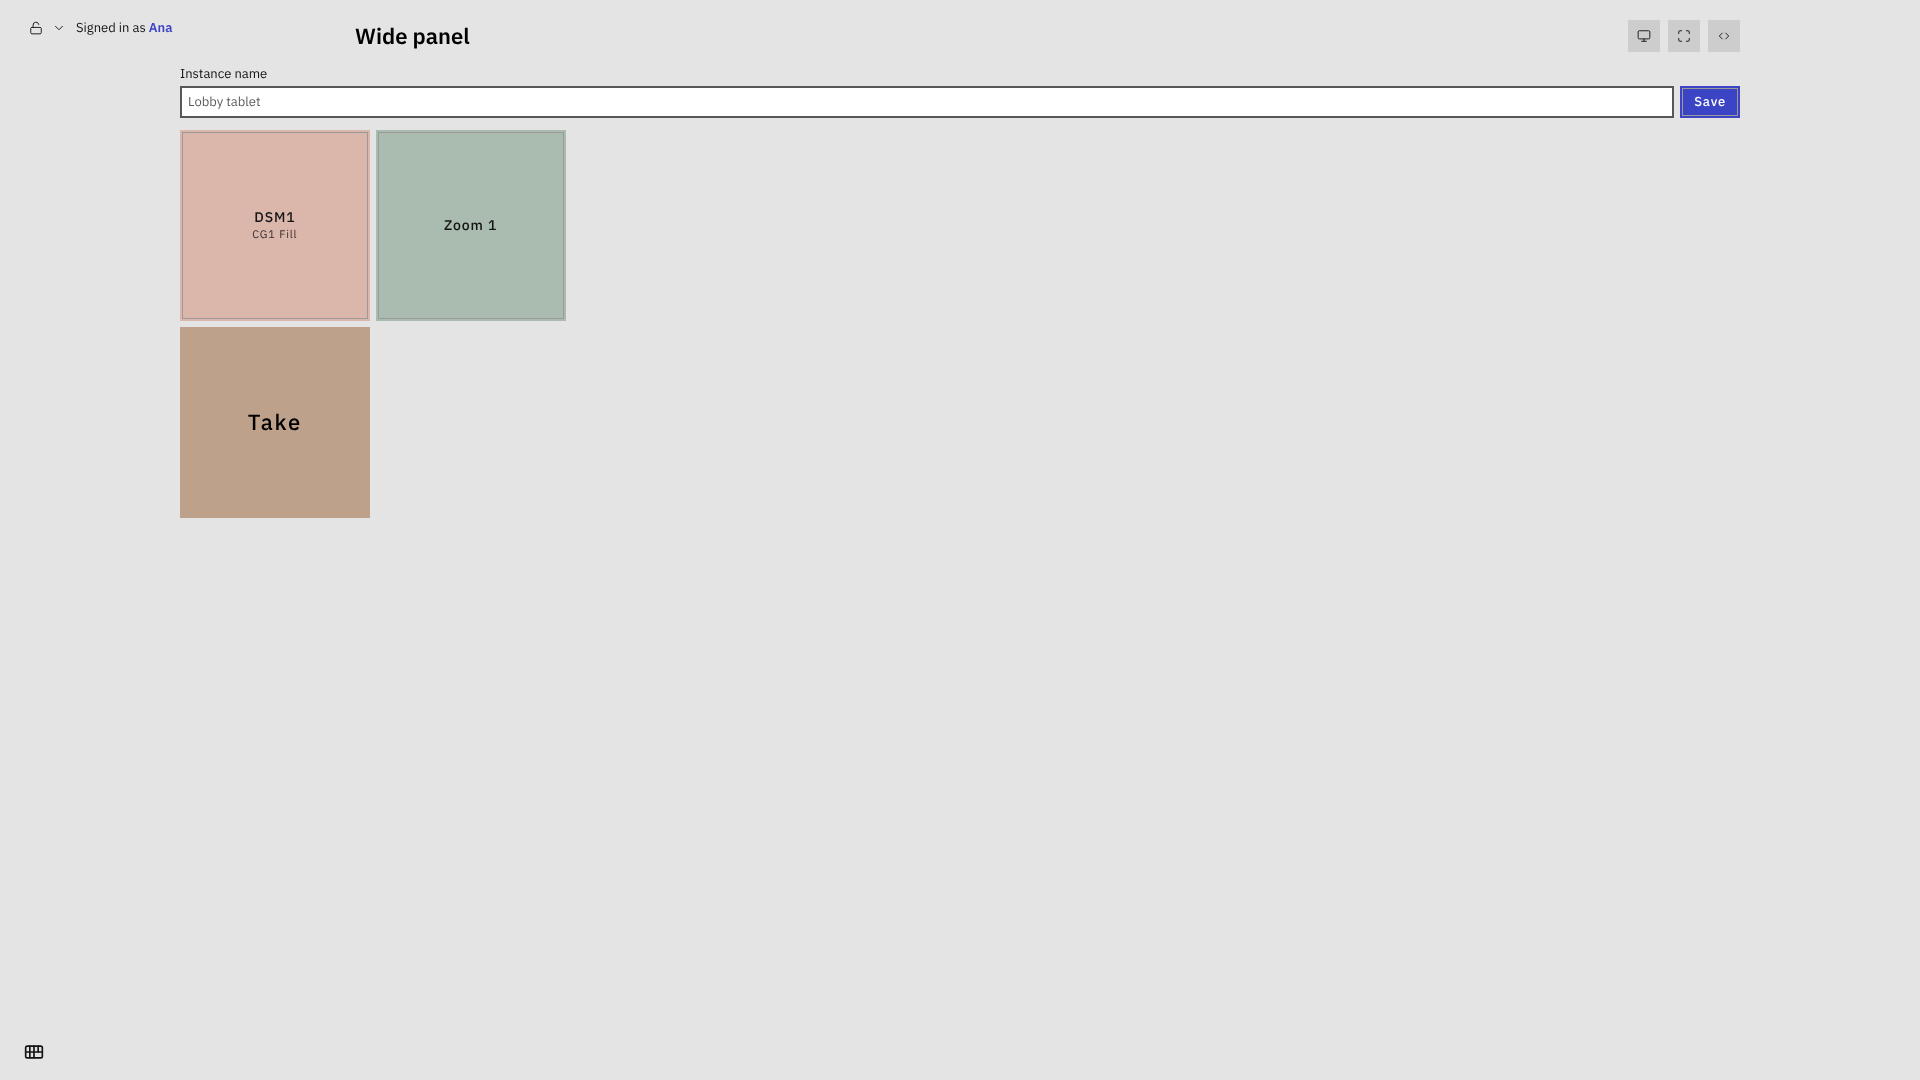 Signed in as Ana
Wide panel
Instance name
Lobby tablet
Save
DSM1
CG1 Fill
Zoom 1
Take